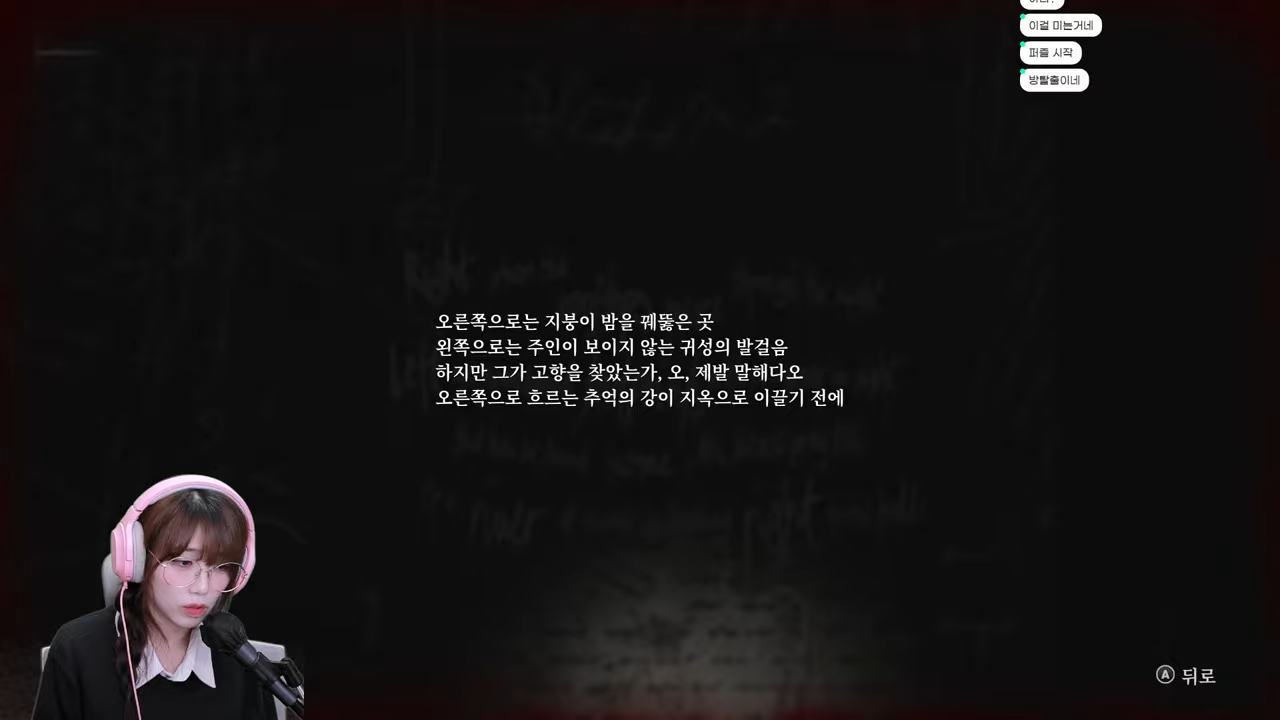 이걸 미는거네
퍼즐 시작
방탈출이네
오른쪽으로는 지붕이 밤을 꿰뚫은 곳
왼쪽으로는 주인이 보이지 않는 귀성의 발걸음
하지만 그가 고향을 찾았는가, 오, 제발 말해다오
오른쪽으로 흐르는 추억의 강이 지옥으로 이끌기 전에
A 뒤로